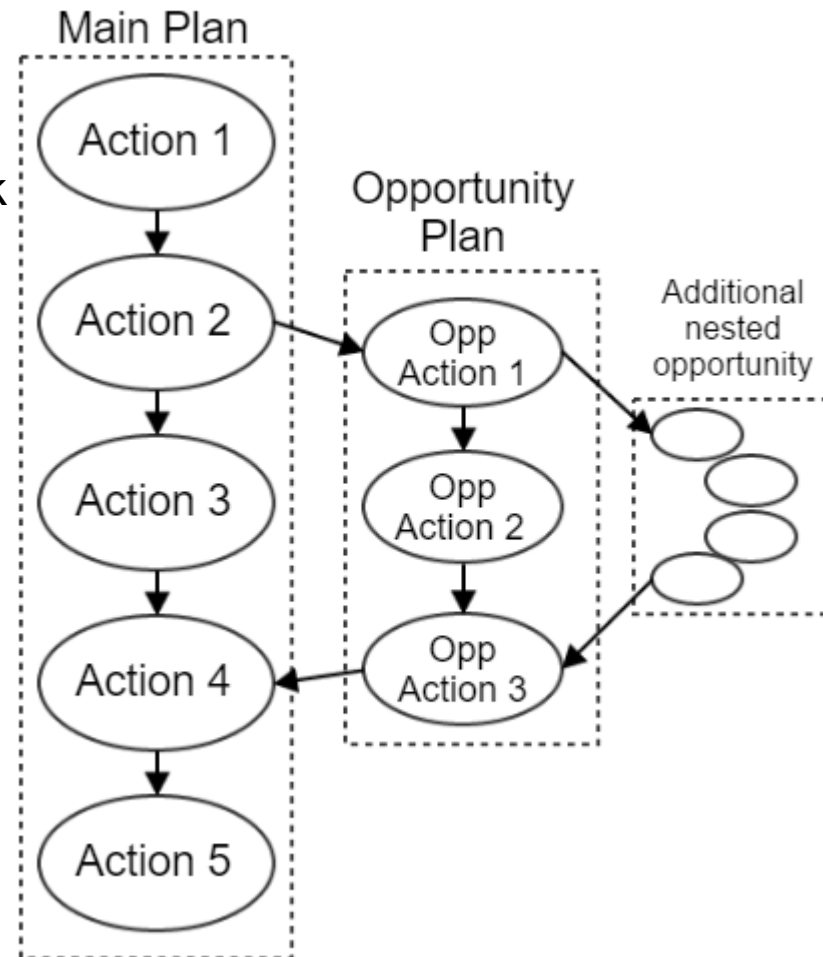 Main Plan
Action 1
Action 2
Action 3
Action 4
Action 5
Opportunity
Plan
Opp
Action 1
Opp
Action 2
Opp
Action 3
Additional
nested
opportunity